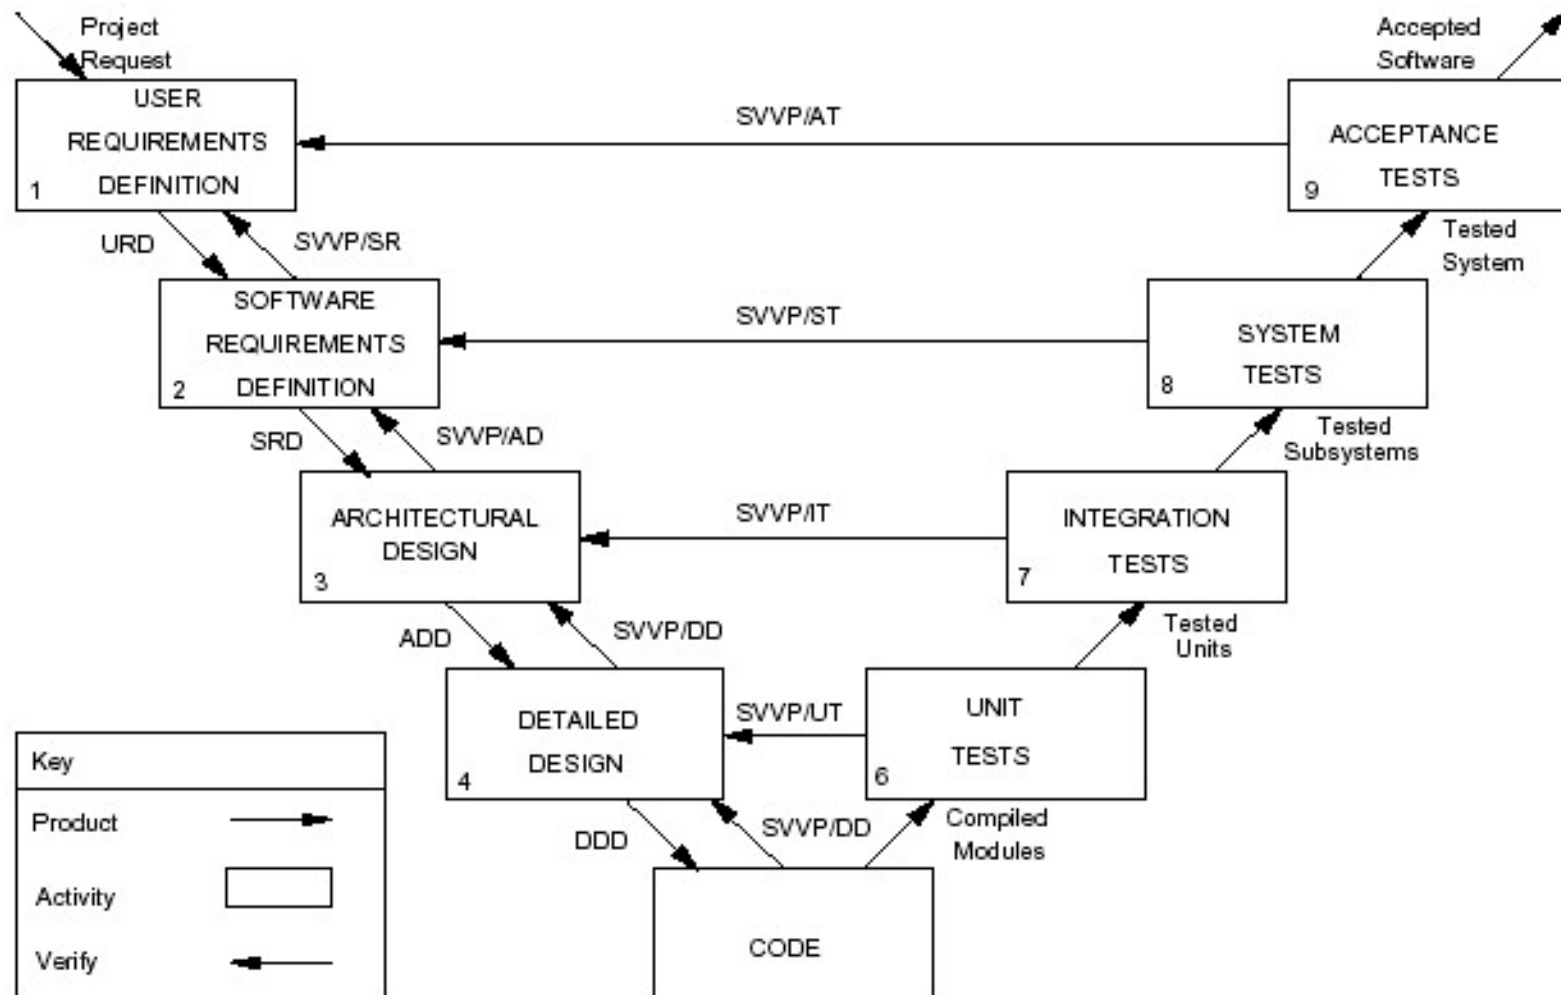 Project
Request
Accepted
Software
USER
REQUIREMENTS
DEFINITION
1
SVVP/AT
ACCEPTANCE
TESTS
9
URD
SVVP/SR
Tested
System
SOFTWARE
REQUIREMENTS
DEFINITION
2
SVVP/ST
SYSTEM
TESTS
8
SRD
SVVP/AD
Tested
Subsystems
ARCHITECTURAL
DESIGN
3
SVVP/IT
INTEGRATION
TESTS
7
ADD
SVVP/DD
Tested
Units
DETAILED
DESIGN
4
SVVP/UT
UNIT
TESTS
6
DDD
SVVP/DD
Compiled
Modules
CODE
Key
Product
Activity
Verify